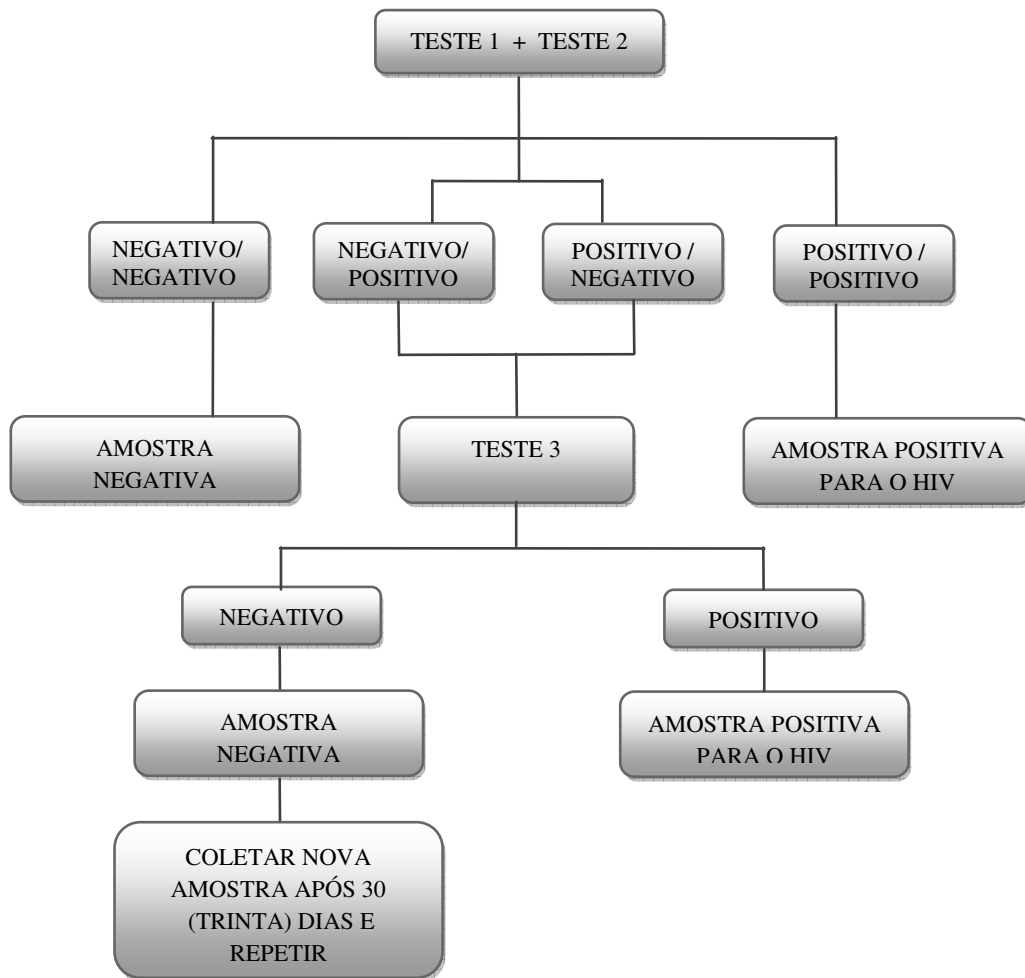 TESTE 1 + TESTE 2
NEGATIVO/
NEGATIVO
NEGATIVO/
POSITIVO
POSITIVO /
NEGATIVO
POSITIVO /
POSITIVO
AMOSTRA
NEGATIVA
TESTE 3
AMOSTRA POSITIVA
PARA O HIV
NEGATIVO
POSITIVO
AMOSTRA
NEGATIVA
AMOSTRA POSITIVA
PARA O HIV
COLETAR NOVA
AMOSTRA APÓS 30
(TRINTA) DIAS E
REPETIR